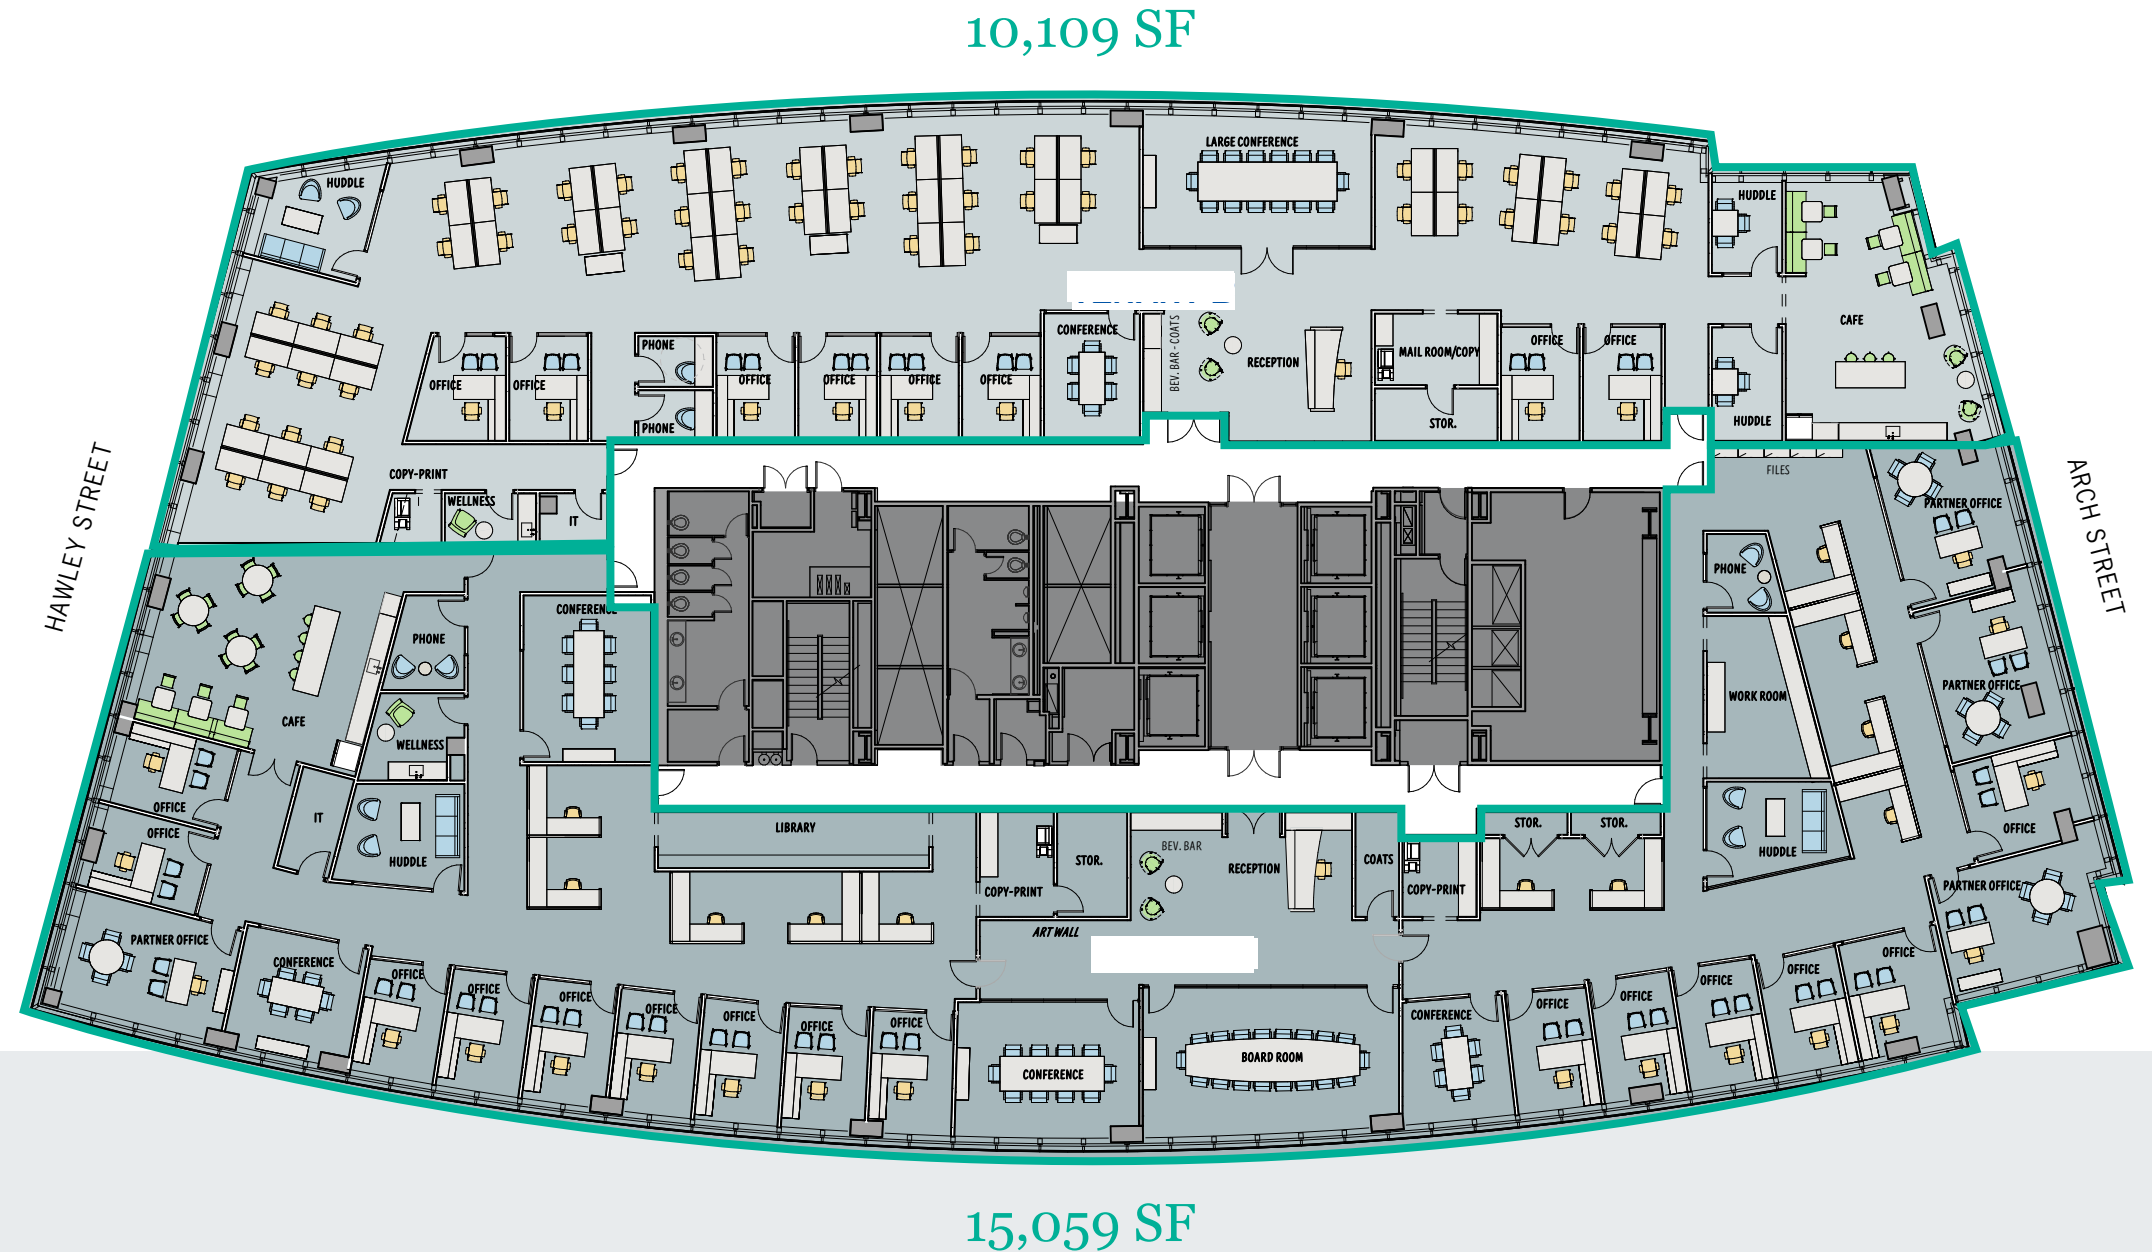 10,109 SF
HUDDLE
LARGE CONFERENCE
HUDDLE
CAFE
BEV. BAR - COATS
CONFERENCE
PHONE
OFFICE
OFFICE
OFFICE
OFFICE
OFFICE
OFFICE
RECEPTION
MAIL ROOM/COPY
OFFICE
OFFICE
PHONE
STOR.
HUDDLE
COPY-PRINT
WELLNESS
IT
FILES
HAWLEY STREET
ARCH STREET
PARTNER OFFICE
PHONE
CONFERENCE
PHONE
PARTNER OFFICE
WORK ROOM
CAFE
WELLNESS
OFFICE
IT
OFFICE
HUDDLE
LIBRARY
STOR.
STOR.
OFFICE
BEV. BAR
STOR.
RECEPTION
COATS
HUDDLE
COPY-PRINT
COPY-PRINT
PARTNER OFFICE
ART WALL
PARTNER OFFICE
CONFERENCE
OFFICE
OFFICE
OFFICE
OFFICE
OFFICE
OFFICE
OFFICE
CONFERENCE
BOARD ROOM
CONFERENCE
OFFICE
OFFICE
OFFICE
OFFICE
OFFICE
15,059 SF